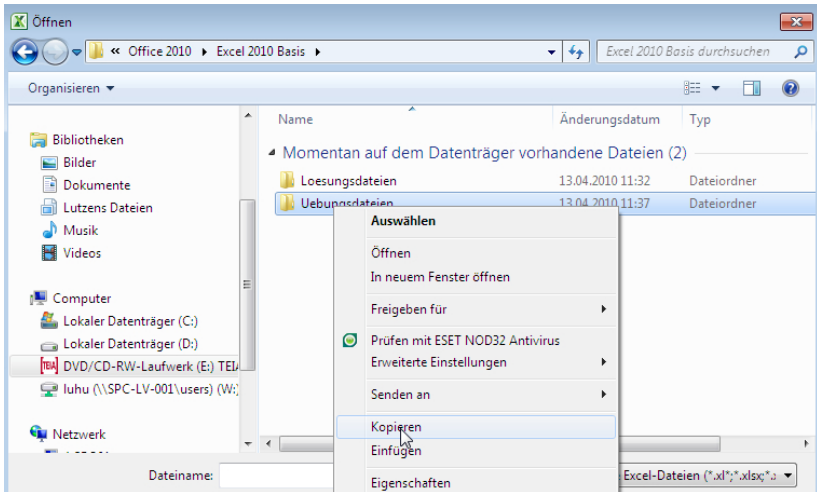 Öffnen
« Office 2010 ▸ Excel 2010 Basis ▸
Excel 2010 Basis durchsuchen
Organisieren
Name Änderungsdatum Typ
Momentan auf dem Datenträger vorhandene Dateien (2)
Loesungsdateien 13.04.2010 11:32 Dateiordner
Uebungsdateien 13.04.2010 11:37 Dateiordner
Bibliotheken
Bilder
Dokumente
Lutzens Dateien
Musik
Videos
Computer
Lokaler Datenträger (C:)
Lokaler Datenträger (D:)
TEIA DVD/CD-RW-Laufwerk (E:) TEIA
luhu (\\SPC-LV-001\users) (W:)
Netzwerk
Auswählen
Öffnen
In neuem Fenster öffnen
Freigeben für
Prüfen mit ESET NOD32 Antivirus
Erweiterte Einstellungen
Senden an
Kopieren
Einfügen
Eigenschaften
Dateiname:
Excel-Dateien (*.xl*;*.xlsx;*.